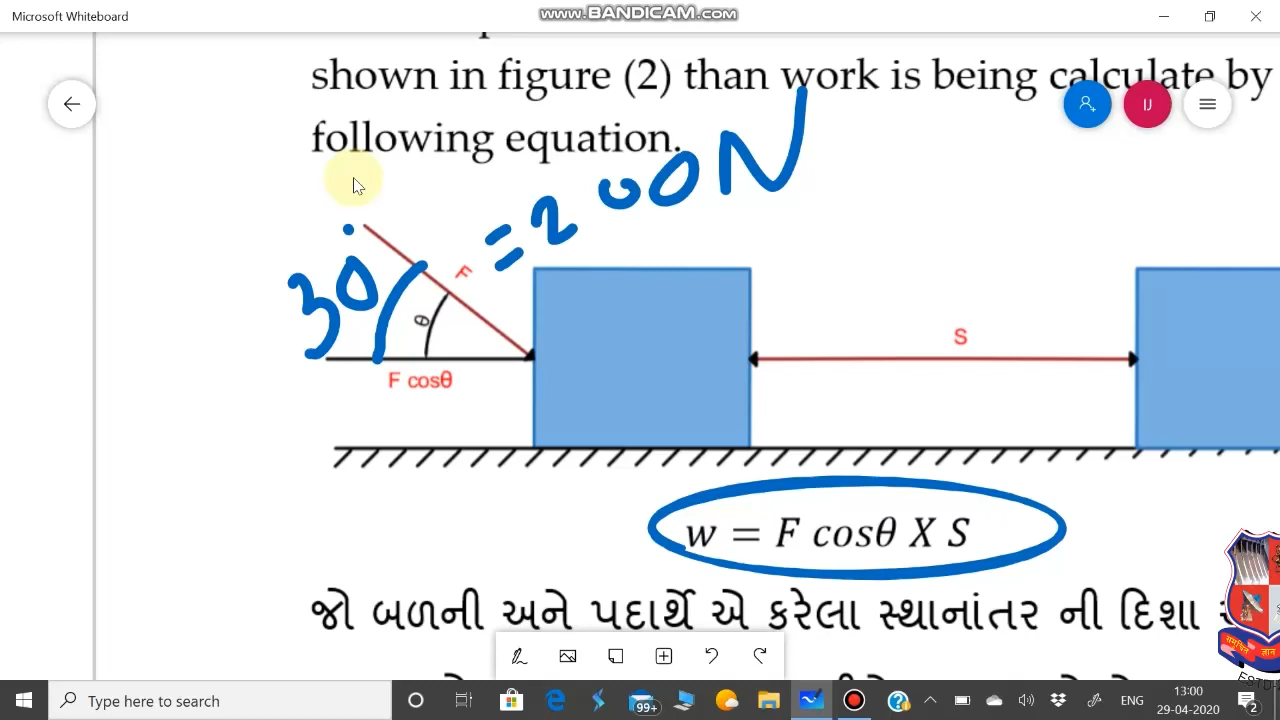 Microsoft Whiteboard
www.BANDICAM.com
shown in figure (2) than work is being calculate by
IJ
following equation.
= 200N
30°
F
θ
F cosθ
S
w = F cosθ X S
જો બળની અને પદાર્થે એ કરેલા સ્થાનાંતર ની દિશા
Type here to search
99+
ENG
13:00
29-04-2020
2